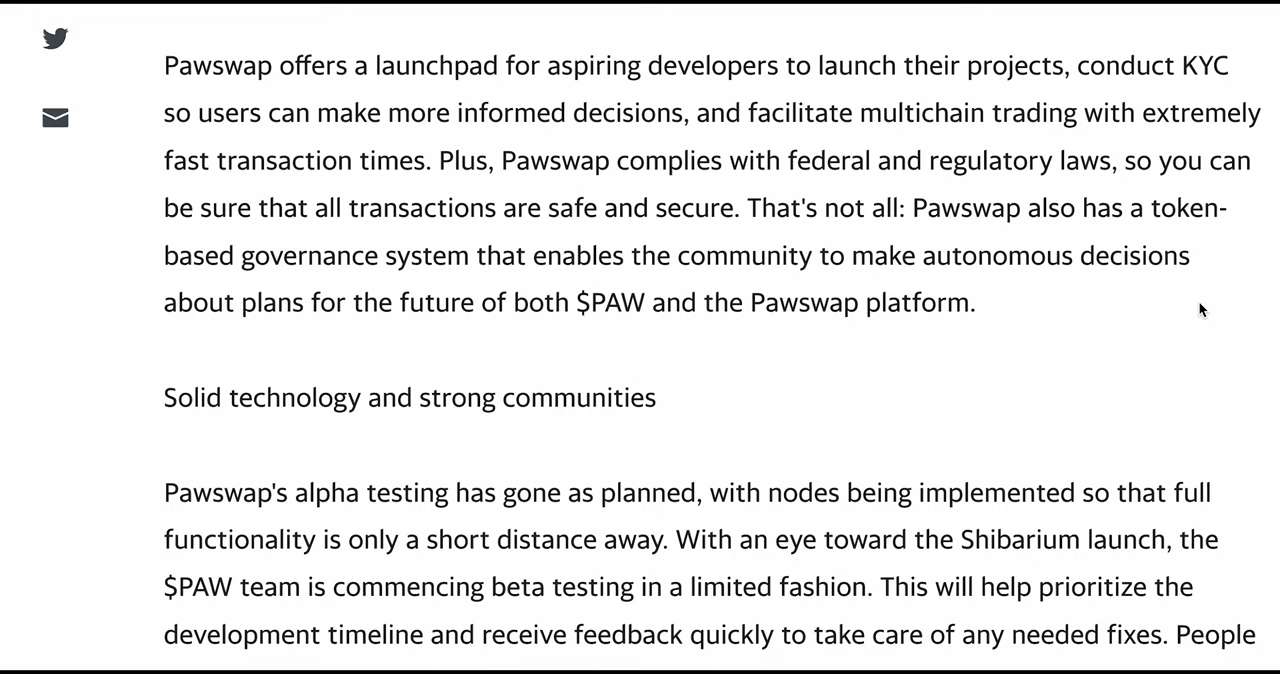 Pawswap offers a launchpad for aspiring developers to launch their projects, conduct KYC
so users can make more informed decisions, and facilitate multichain trading with extremely
fast transaction times. Plus, Pawswap complies with federal and regulatory laws, so you can
be sure that all transactions are safe and secure. That's not all: Pawswap also has a token-
based governance system that enables the community to make autonomous decisions
about plans for the future of both $PAW and the Pawswap platform.
Solid technology and strong communities
Pawswap's alpha testing has gone as planned, with nodes being implemented so that full
functionality is only a short distance away. With an eye toward the Shibarium launch, the
$PAW team is commencing beta testing in a limited fashion. This will help prioritize the
development timeline and receive feedback quickly to take care of any needed fixes. People